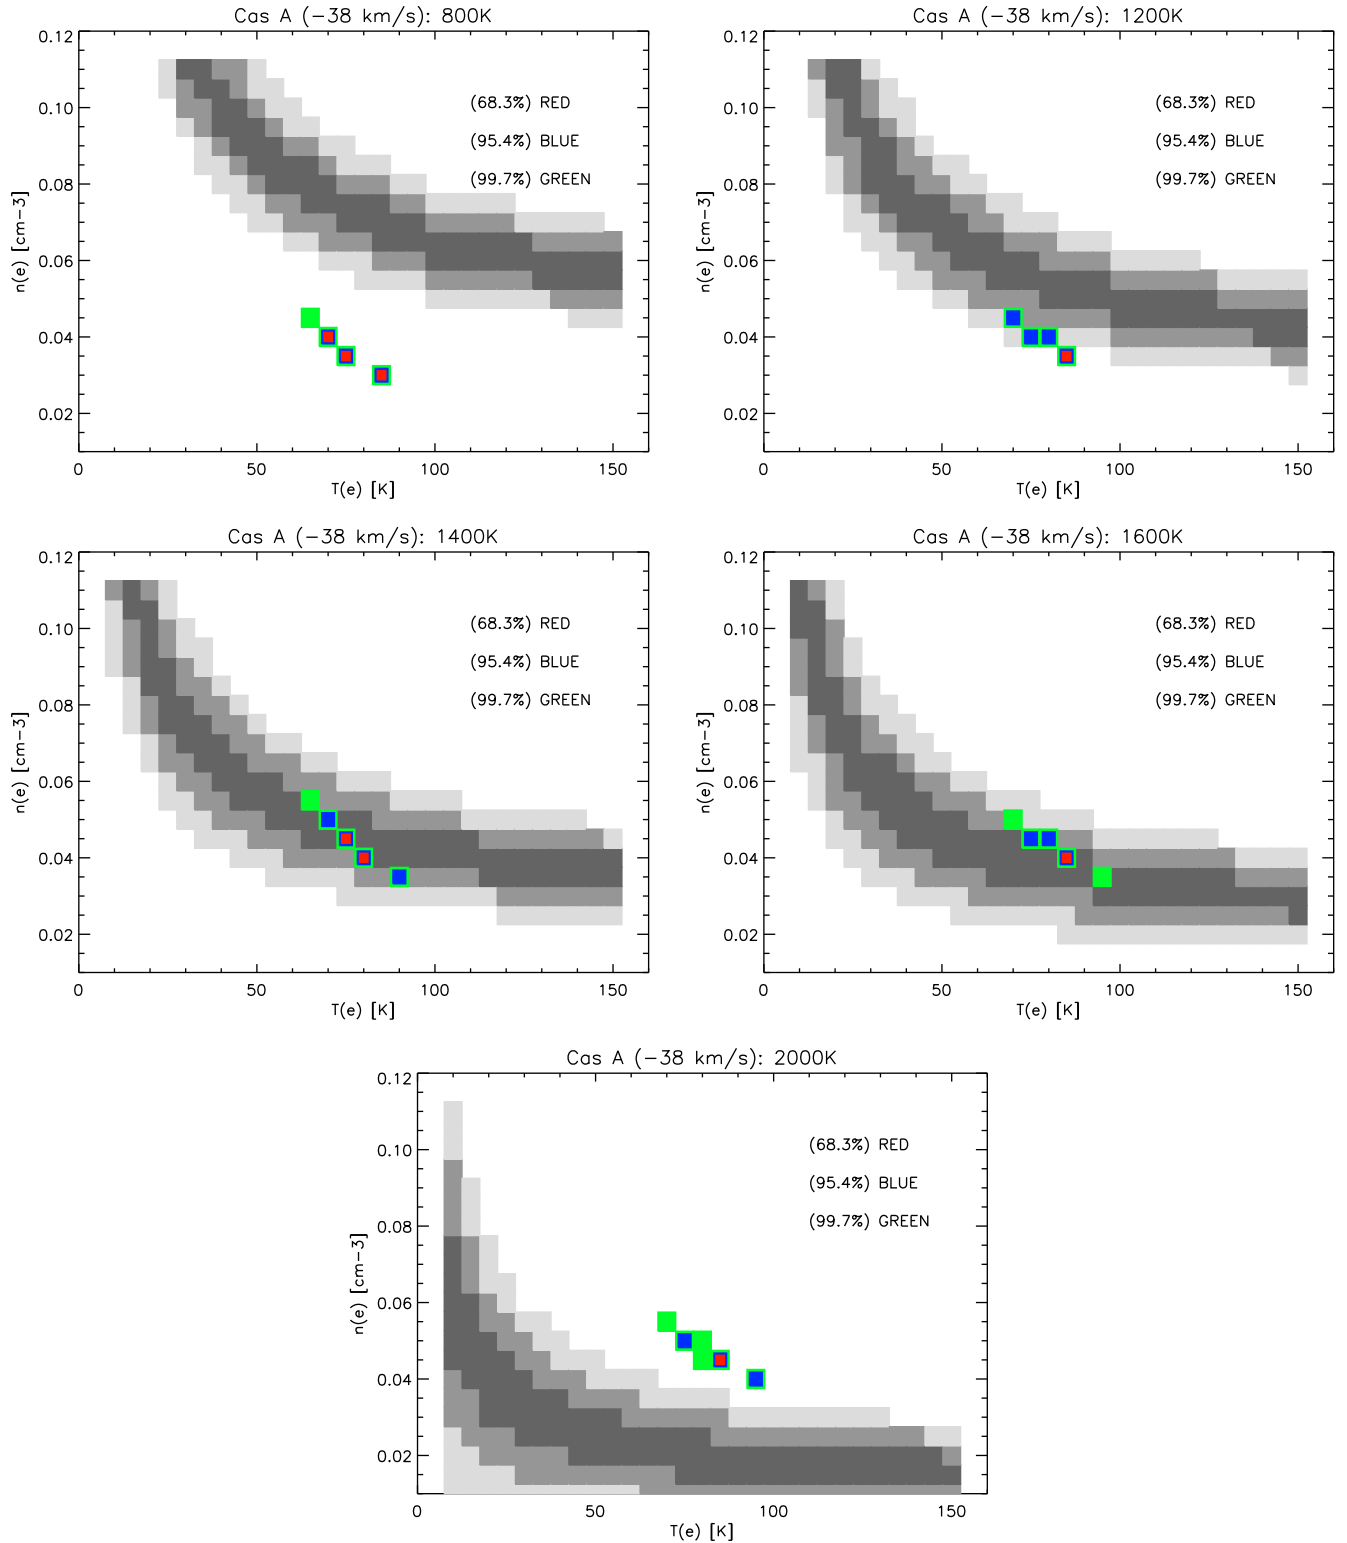 Cas A (−38 km/s): 800K
0.12
0.10
0.08
0.06
0.04
0.02
n(e) [cm−3]
(68.3%) RED
(95.4%) BLUE
(99.7%) GREEN
0 50 100 150
T(e) [K]
Cas A (−38 km/s): 1200K
0.12
0.10
0.08
0.06
0.04
0.02
n(e) [cm−3]
(68.3%) RED
(95.4%) BLUE
(99.7%) GREEN
0 50 100 150
T(e) [K]
Cas A (−38 km/s): 1400K
0.12
0.10
0.08
0.06
0.04
0.02
n(e) [cm−3]
(68.3%) RED
(95.4%) BLUE
(99.7%) GREEN
0 50 100 150
T(e) [K]
Cas A (−38 km/s): 1600K
0.12
0.10
0.08
0.06
0.04
0.02
n(e) [cm−3]
(68.3%) RED
(95.4%) BLUE
(99.7%) GREEN
0 50 100 150
T(e) [K]
Cas A (−38 km/s): 2000K
0.12
0.10
0.08
0.06
0.04
0.02
n(e) [cm−3]
(68.3%) RED
(95.4%) BLUE
(99.7%) GREEN
0 50 100 150
T(e) [K]